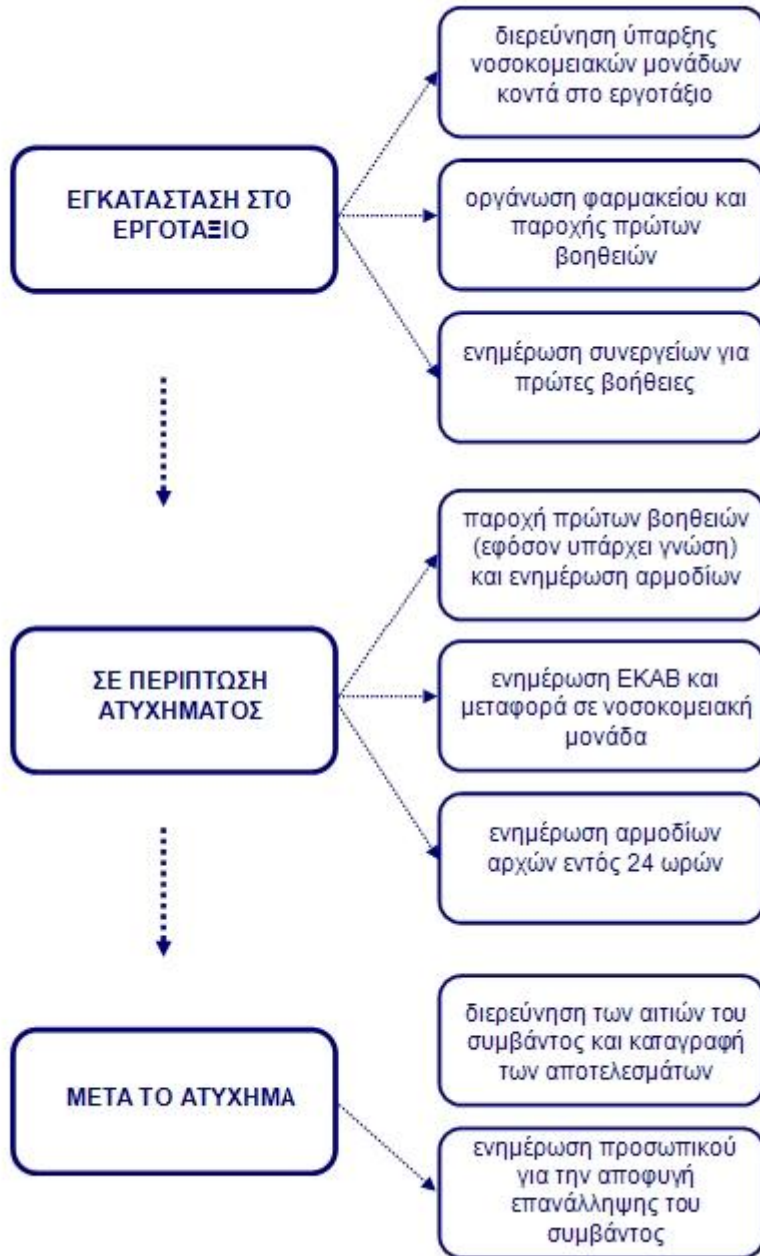 διερεύνηση ύπαρξης
νοσοκομειακών μονάδων
κοντά στο εργοτάξιο
ΕΓΚΑΤΑΣΤΑΣΗ ΣΤΟ
ΕΡΓΟΤΑΞΙΟ
οργάνωση φαρμακείου και
παροχής πρώτων
βοηθειών
ενημέρωση συνεργείων για
πρώτες βοήθειες
παροχή πρώτων βοηθειών
(εφόσον υπάρχει γνώση)
και ενημέρωση αρμοδίων
ΣΕ ΠΕΡΙΠΤΩΣΗ
ΑΤΥΧΗΜΑΤΟΣ
ενημέρωση ΕΚΑΒ και
μεταφορά σε νοσοκομειακή
μονάδα
ενημέρωση αρμοδίων
αρχών εντός 24 ωρών
διερεύνηση των αιτιών του
συμβάντος και καταγραφή
των αποτελεσμάτων
ΜΕΤΑ ΤΟ ΑΤΥΧΗΜΑ
ενημέρωση προσωπικού
για την αποφυγή
επανάλληψης του
συμβάντος